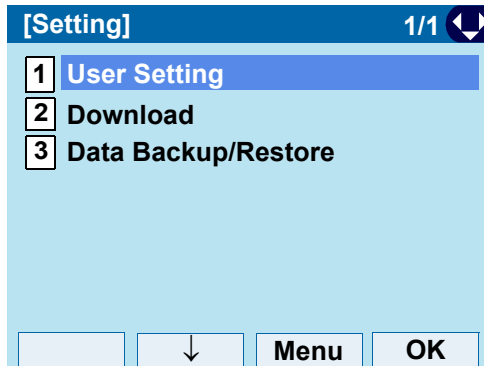 [Setting] 1/1
1 User Setting
2 Download
3 Data Backup/Restore
↓ Menu OK